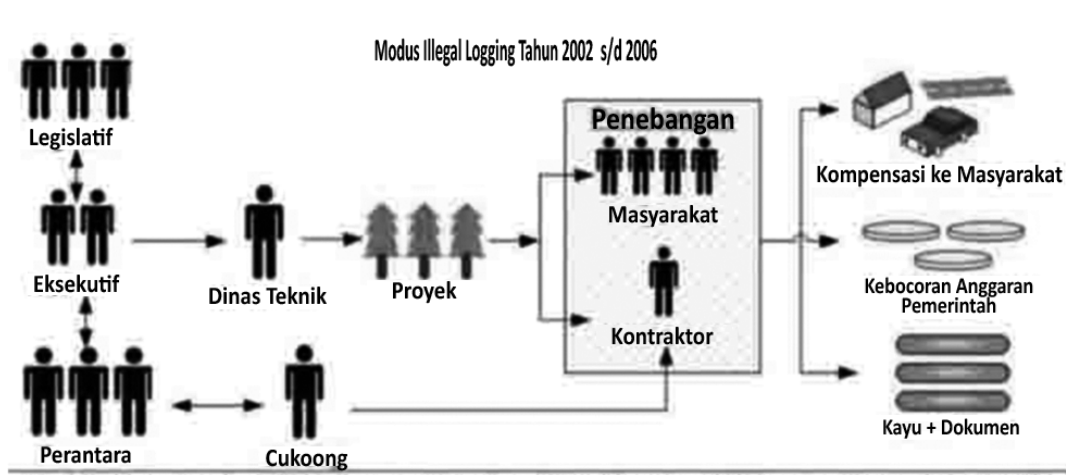 Modus Illegal Logging Tahun 2002 s/d 2006
Legislatif
Eksekutif
Perantara
Cukoong
Dinas Teknik
Proyek
Penebangan
Masyarakat
Kontraktor
Kompensasi ke Masyarakat
Kebocoran Anggaran
Pemerintah
Kayu + Dokumen